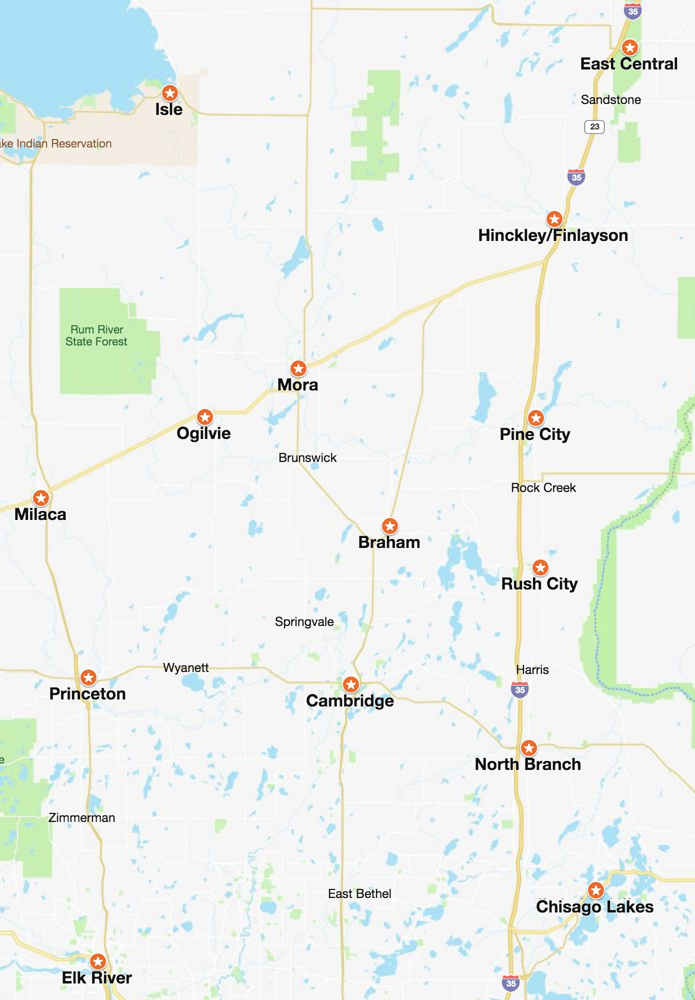 35
East Central
Sandstone
Isle
23
ake Indian Reservation
35
Hinckley/Finlayson
Rum River
State Forest
Mora
Ogilvie
Pine City
Brunswick
Rock Creek
Milaca
Braham
Rush City
Springvale
Wyanett
Harris
Princeton
35
Cambridge
North Branch
e
Zimmerman
East Bethel
Chisago Lakes
Elk River
35